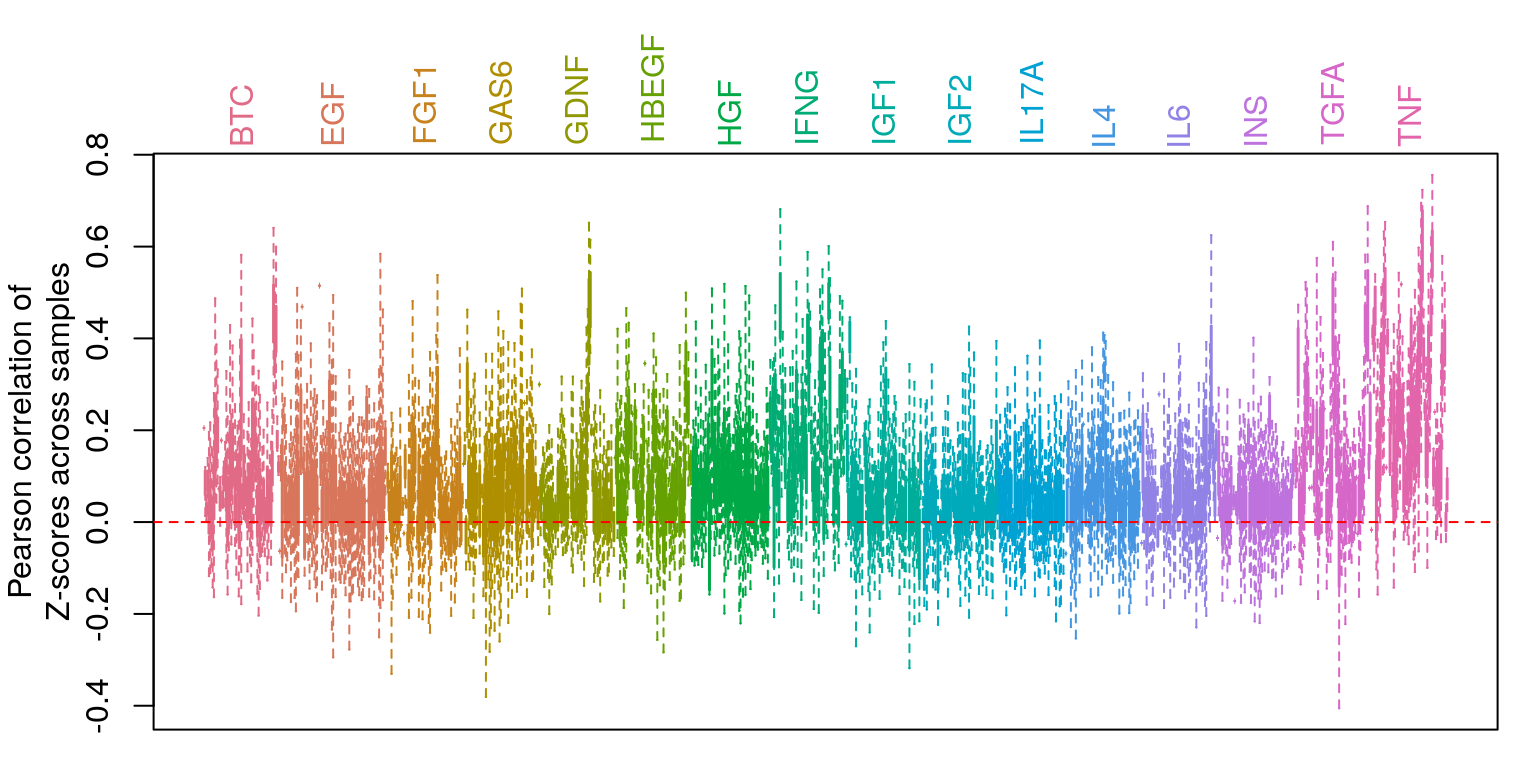 BTC
EGF
FGF1
GAS6
GDNF
HBEGF
HGF
IFNG
IGF1
IGF2
IL17A
IL4
IL6
INS
TGFA
TNF
Pearson correlation of
Z-scores across samples
0.8
0.6
0.4
0.2
0.0
-0.2
-0.4